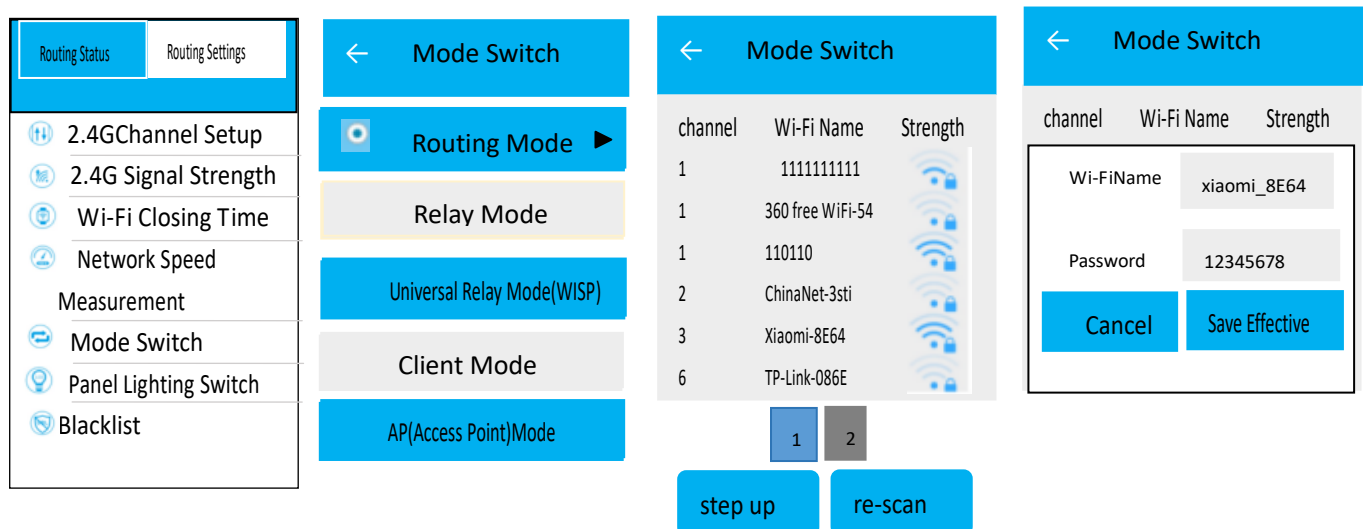 Routing Status
Routing Settings
2.4GChannel Setup
2.4G Signal Strength
Wi-Fi Closing Time
Network Speed
Measurement
Mode Switch
Panel Lighting Switch
Blacklist
Mode Switch
Routing Mode
Relay Mode
Universal Relay Mode(WISP)
Client Mode
AP(Access Point)Mode
Mode Switch
channel Wi-Fi Name Strength
1 1111111111
1 360 free WiFi-54
1 110110
2 ChinaNet-3sti
3 Xiaomi-8E64
6 TP-Link-086E
1 2
step up re-scan
Mode Switch
channel Wi-Fi Name Strength
Wi-FiName xiaomi_8E64
Password 12345678
Cancel Save Effective